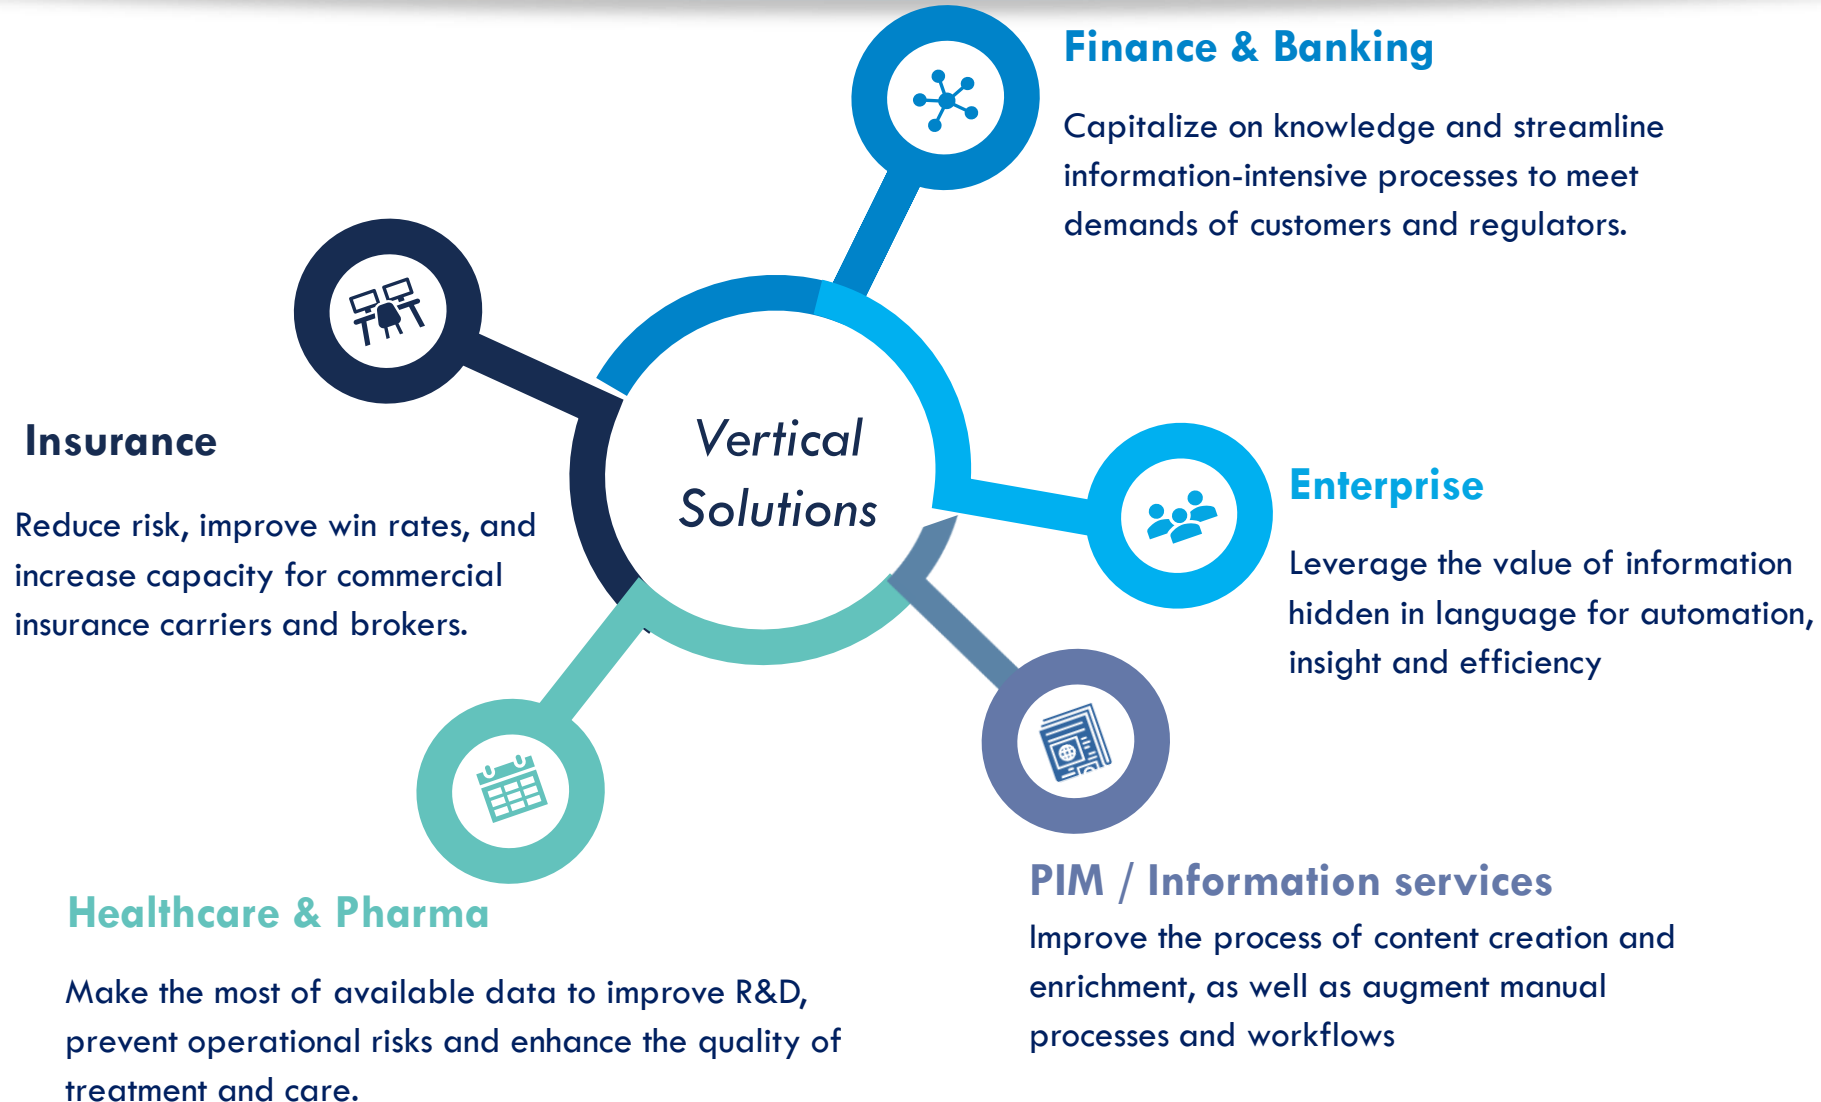 Finance & Banking
Capitalize on knowledge and streamline
information-intensive processes to meet
demands of customers and regulators.
Vertical
Solutions
Insurance
Reduce risk, improve win rates, and
increase capacity for commercial
insurance carriers and brokers.
Enterprise
Leverage the value of information
hidden in language for automation,
insight and efficiency
Healthcare & Pharma
Make the most of available data to improve R&D,
prevent operational risks and enhance the quality of
treatment and care.
PIM / Information services
Improve the process of content creation and
enrichment, as well as augment manual
processes and workflows